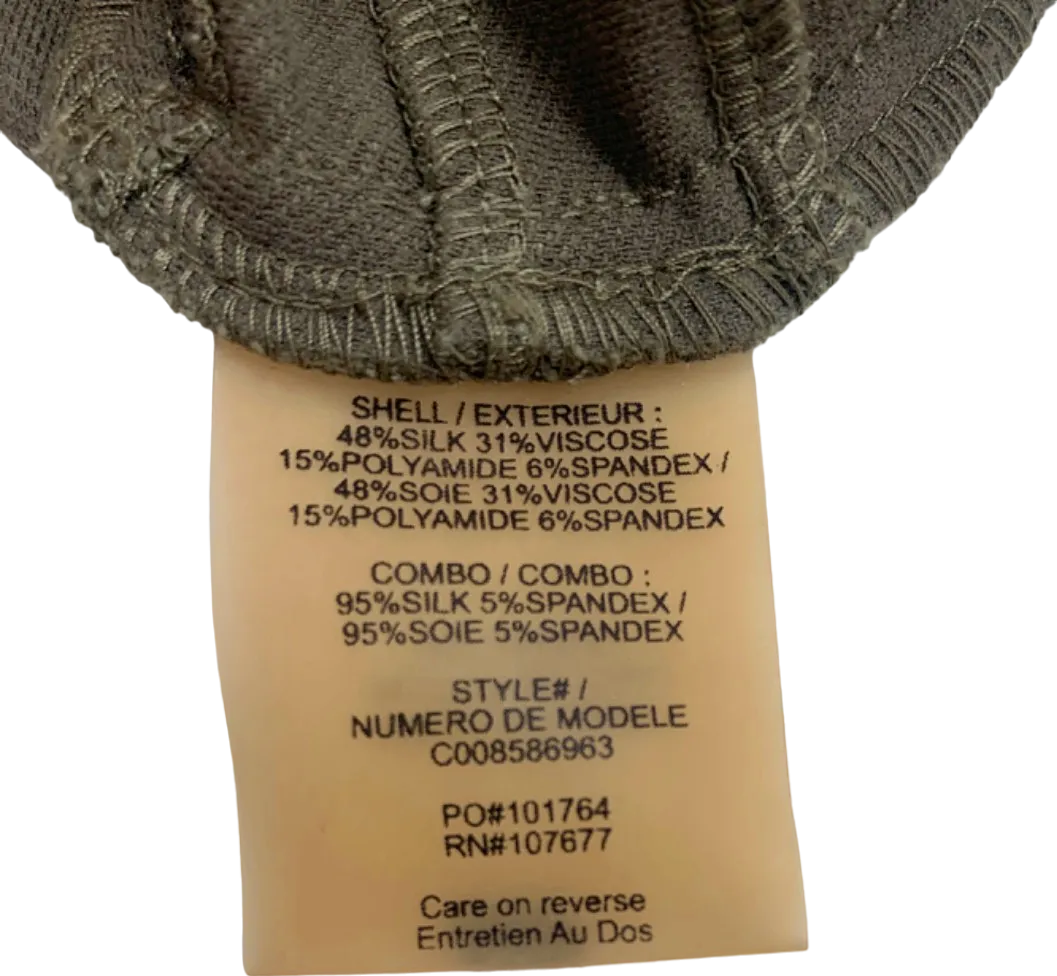 SHELL / EXTERIEUR :
48%SILK 31%VISCOSE
15%POLYAMIDE 6%SPANDEX /
48%SOIE 31%VISCOSE
15%POLYAMIDE 6%SPANDEX
COMBO / COMBO :
95%SILK 5%SPANDEX /
95%SOIE 5%SPANDEX
STYLE# /
NUMERO DE MODELE
C008586963
PO#101764
RN#107677
Care on reverse
Entretien Au Dos